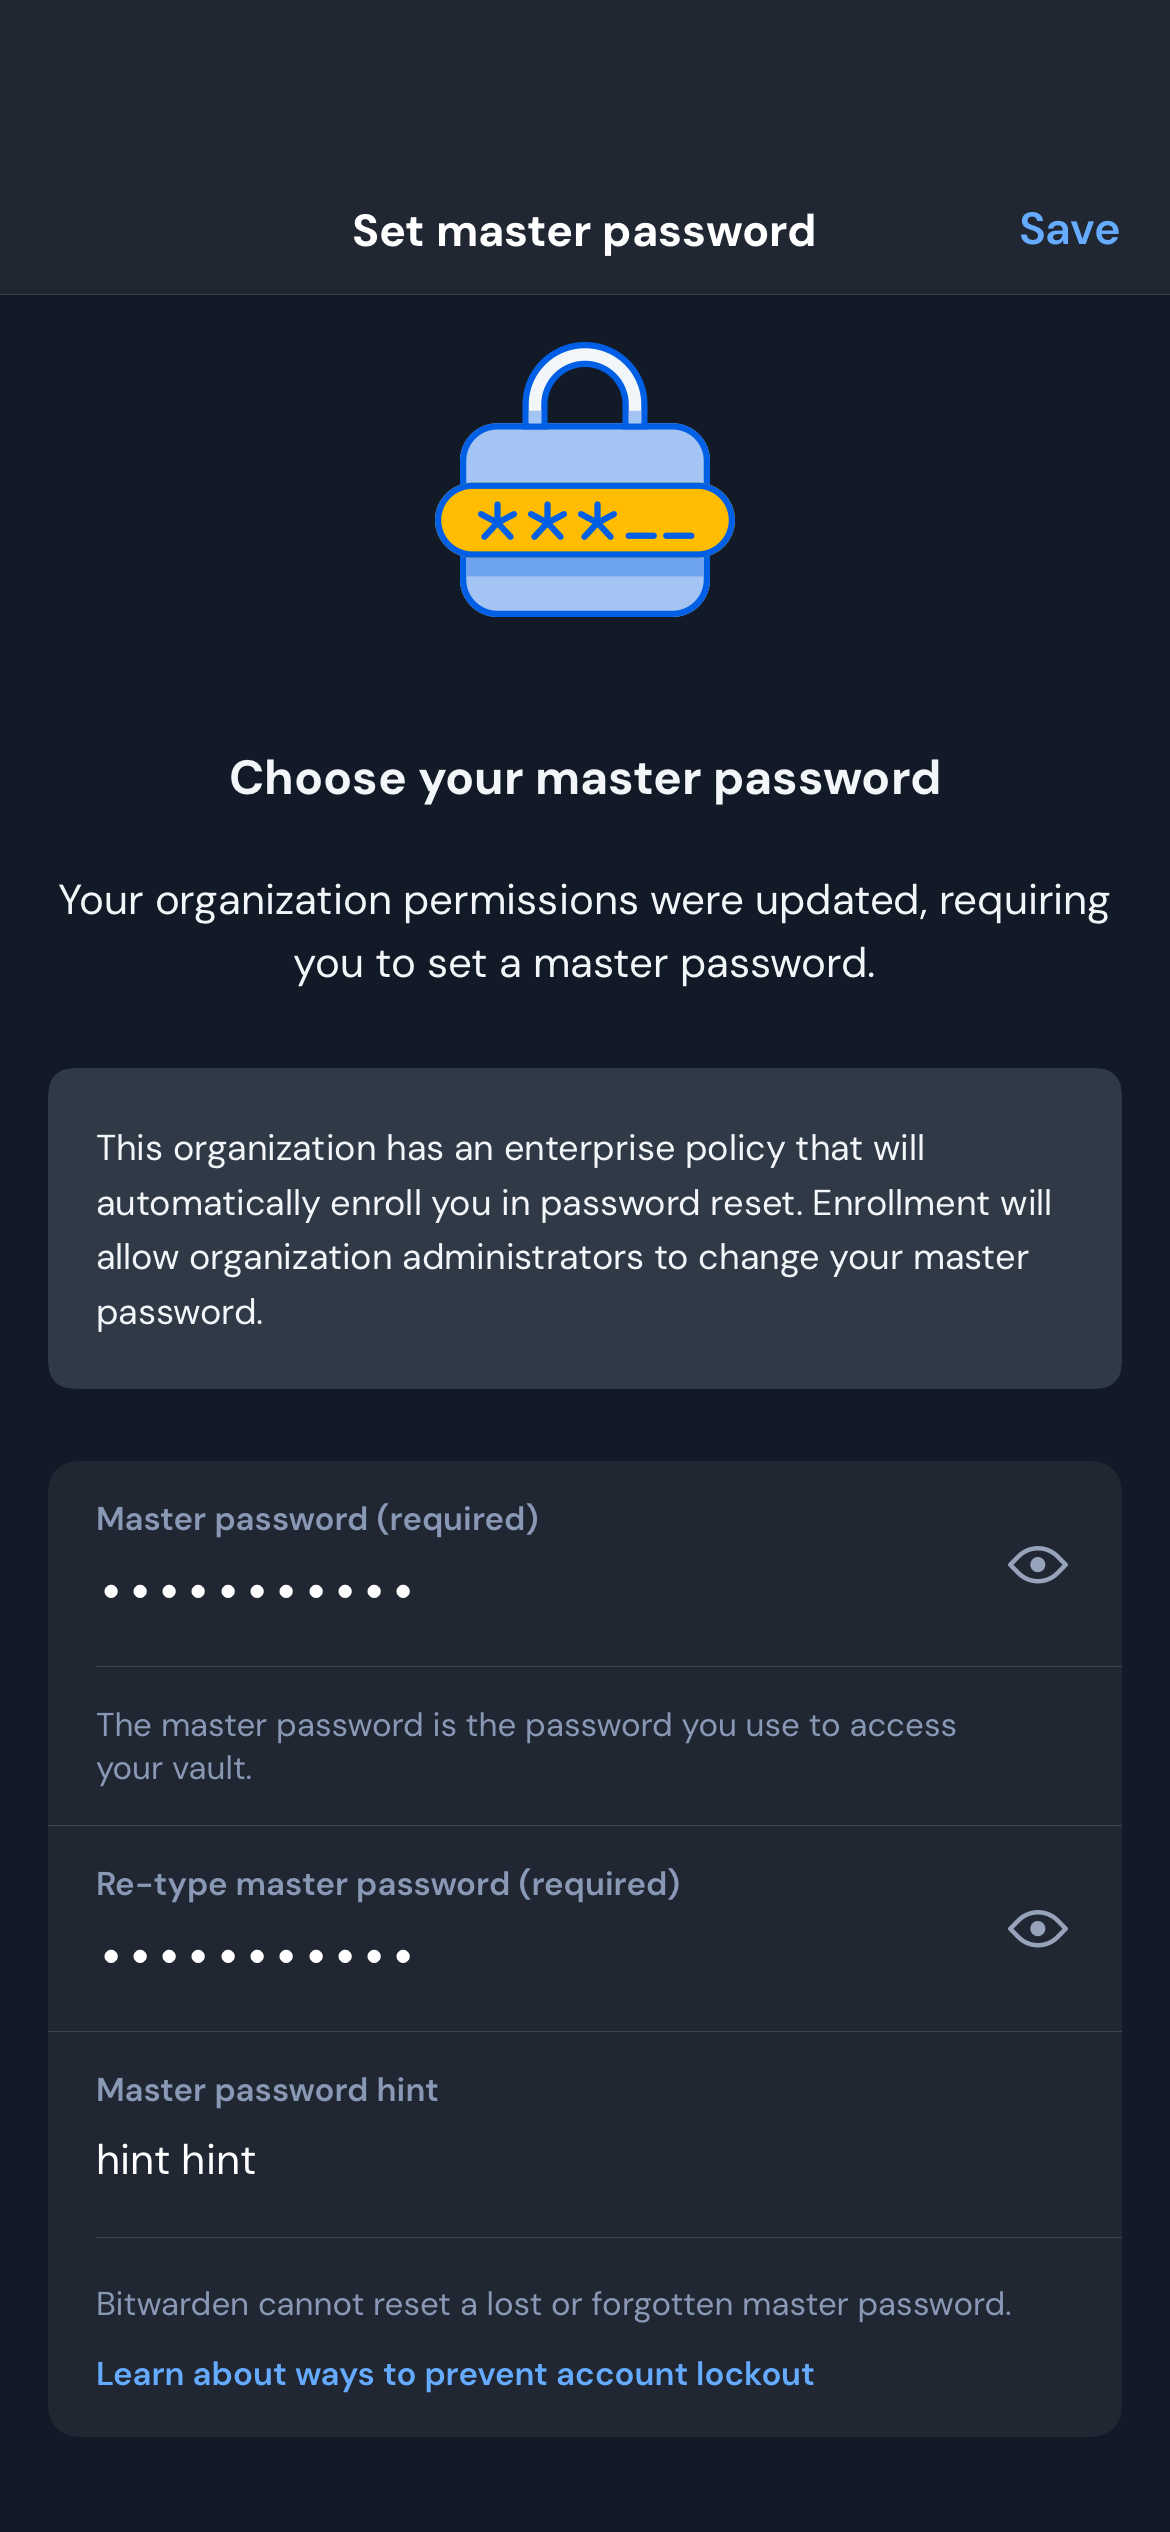 Set master password
Save
***__
Choose your master password
Your organization permissions were updated, requiring
you to set a master password.
This organization has an enterprise policy that will
automatically enroll you in password reset. Enrollment will
allow organization administrators to change your master
password.
Master password (required)
•••••••••••
The master password is the password you use to access
your vault.
Re-type master password (required)
•••••••••••
Master password hint
hint hint
Bitwarden cannot reset a lost or forgotten master password.
Learn about ways to prevent account lockout